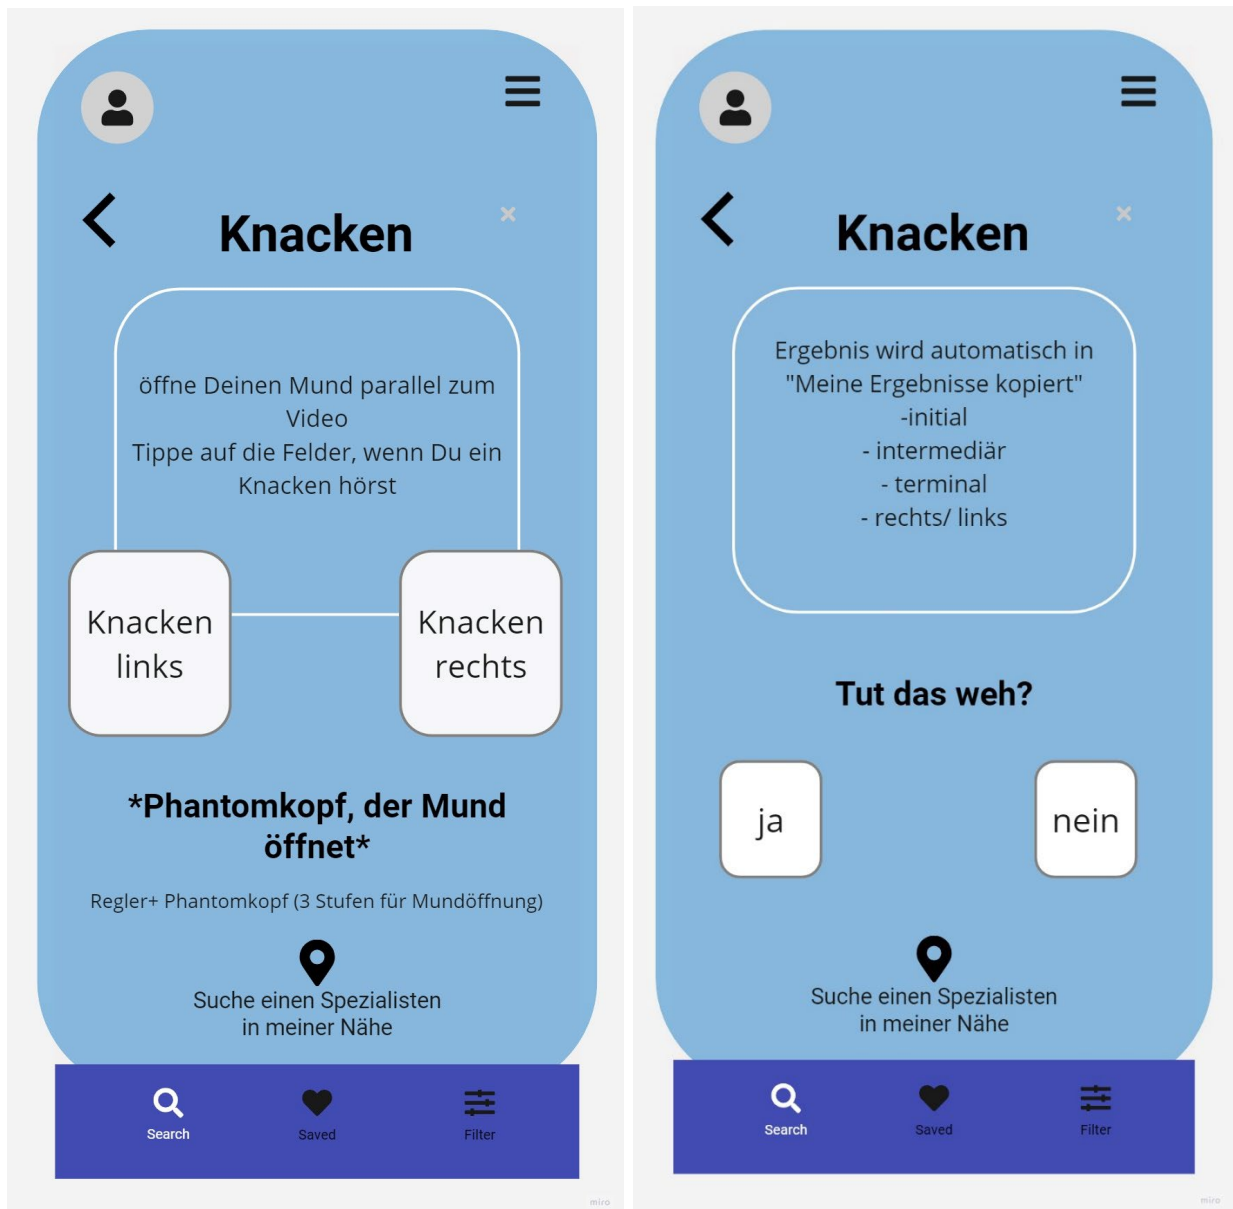 Knacken
öffne Deinen Mund parallel zum
Video
Tippe auf die Felder, wenn Du ein
Knacken hörst
Knacken
links
Knacken
rechts
*Phantomkopf, der Mund
öffnet*
Regler+ Phantomkopf (3 Stufen für Mundöffnung)
Suche einen Spezialisten
in meiner Nähe
Search
Saved
Filter
miro
Knacken
Ergebnis wird automatisch in
"Meine Ergebnisse kopiert"
-initial
- intermediär
- terminal
- rechts/ links
Tut das weh?
ja
nein
Suche einen Spezialisten
in meiner Nähe
Search
Saved
Filter
miro